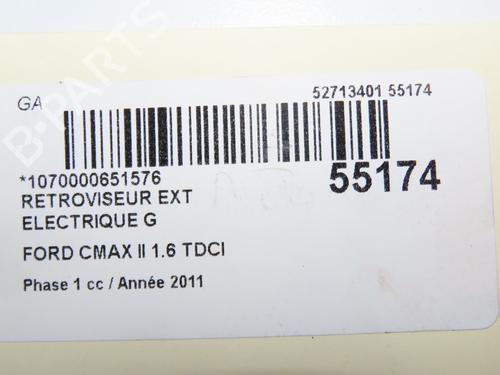 GA
52713401 55174
*1070000651576
55174
RETROVISEUR EXT
ELECTRIQUE G
FORD CMAX II 1.6 TDCI
Phase 1 cc / Année 2011
B-PARTS